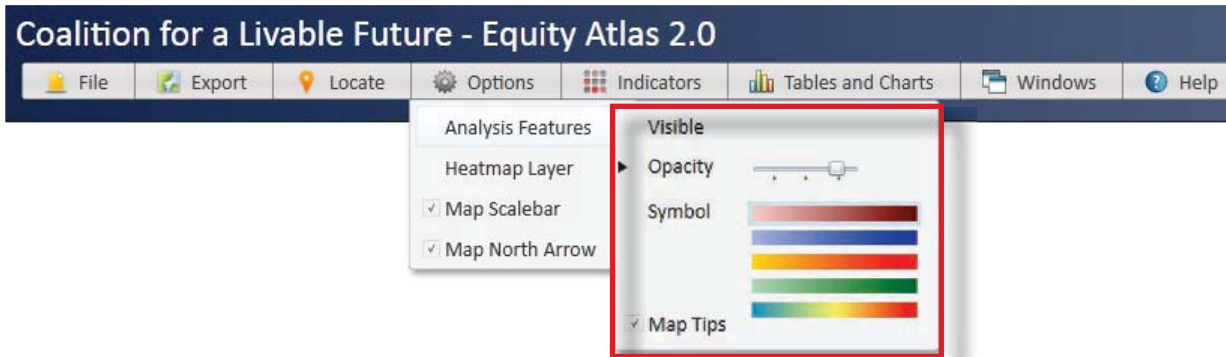 Coalition for a Livable Future - Equity Atlas 2.0
File Export Locate Options Indicators Tables and Charts Windows Help
Analysis Features
Heatmap Layer
Map Scalebar
Map North Arrow
Visible
Opacity
Symbol
Map Tips